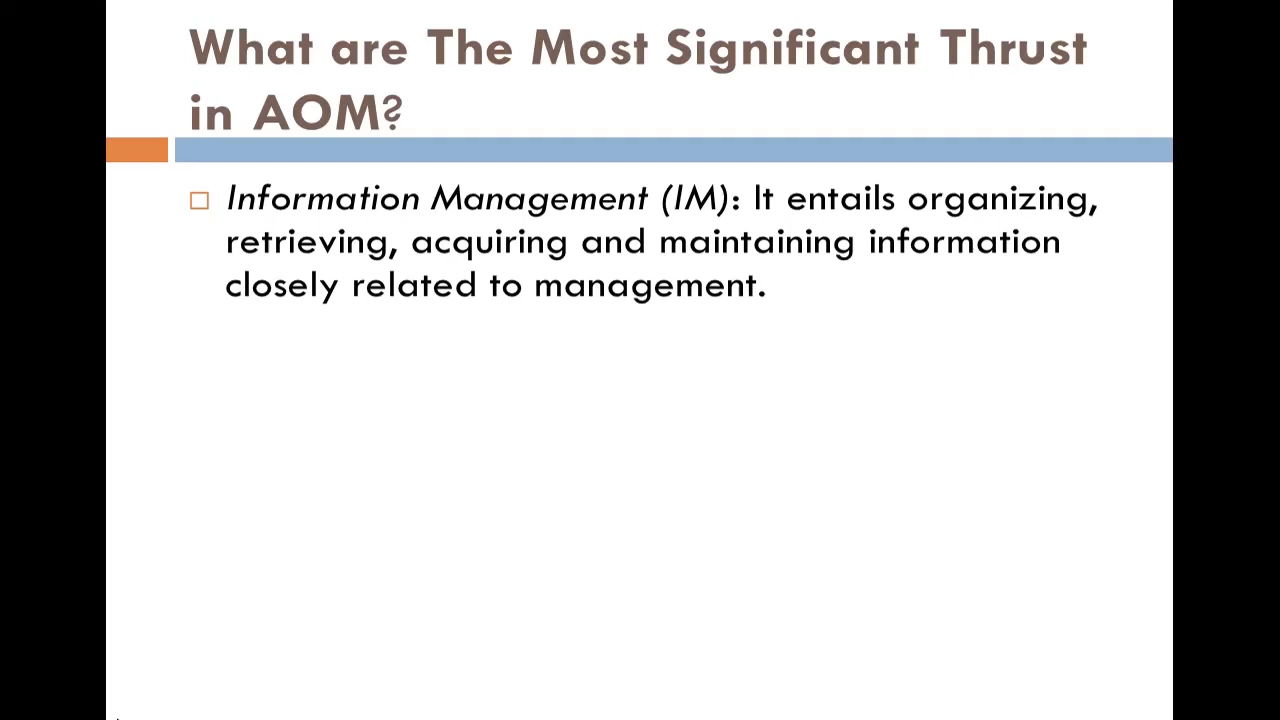 What are The Most Significant Thrust
in AOM?
Information Management (IM): It entails organizing,
retrieving, acquiring and maintaining information
closely related to management.